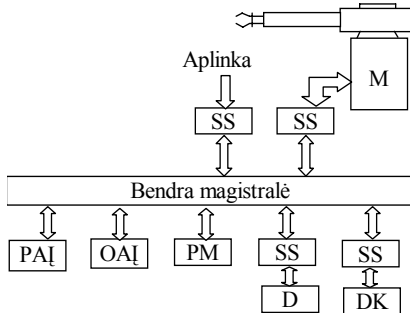 Aplinka
M
SS
SS
Bendra magistralė
PAĮ
OAĮ
PM
SS
SS
D
DK